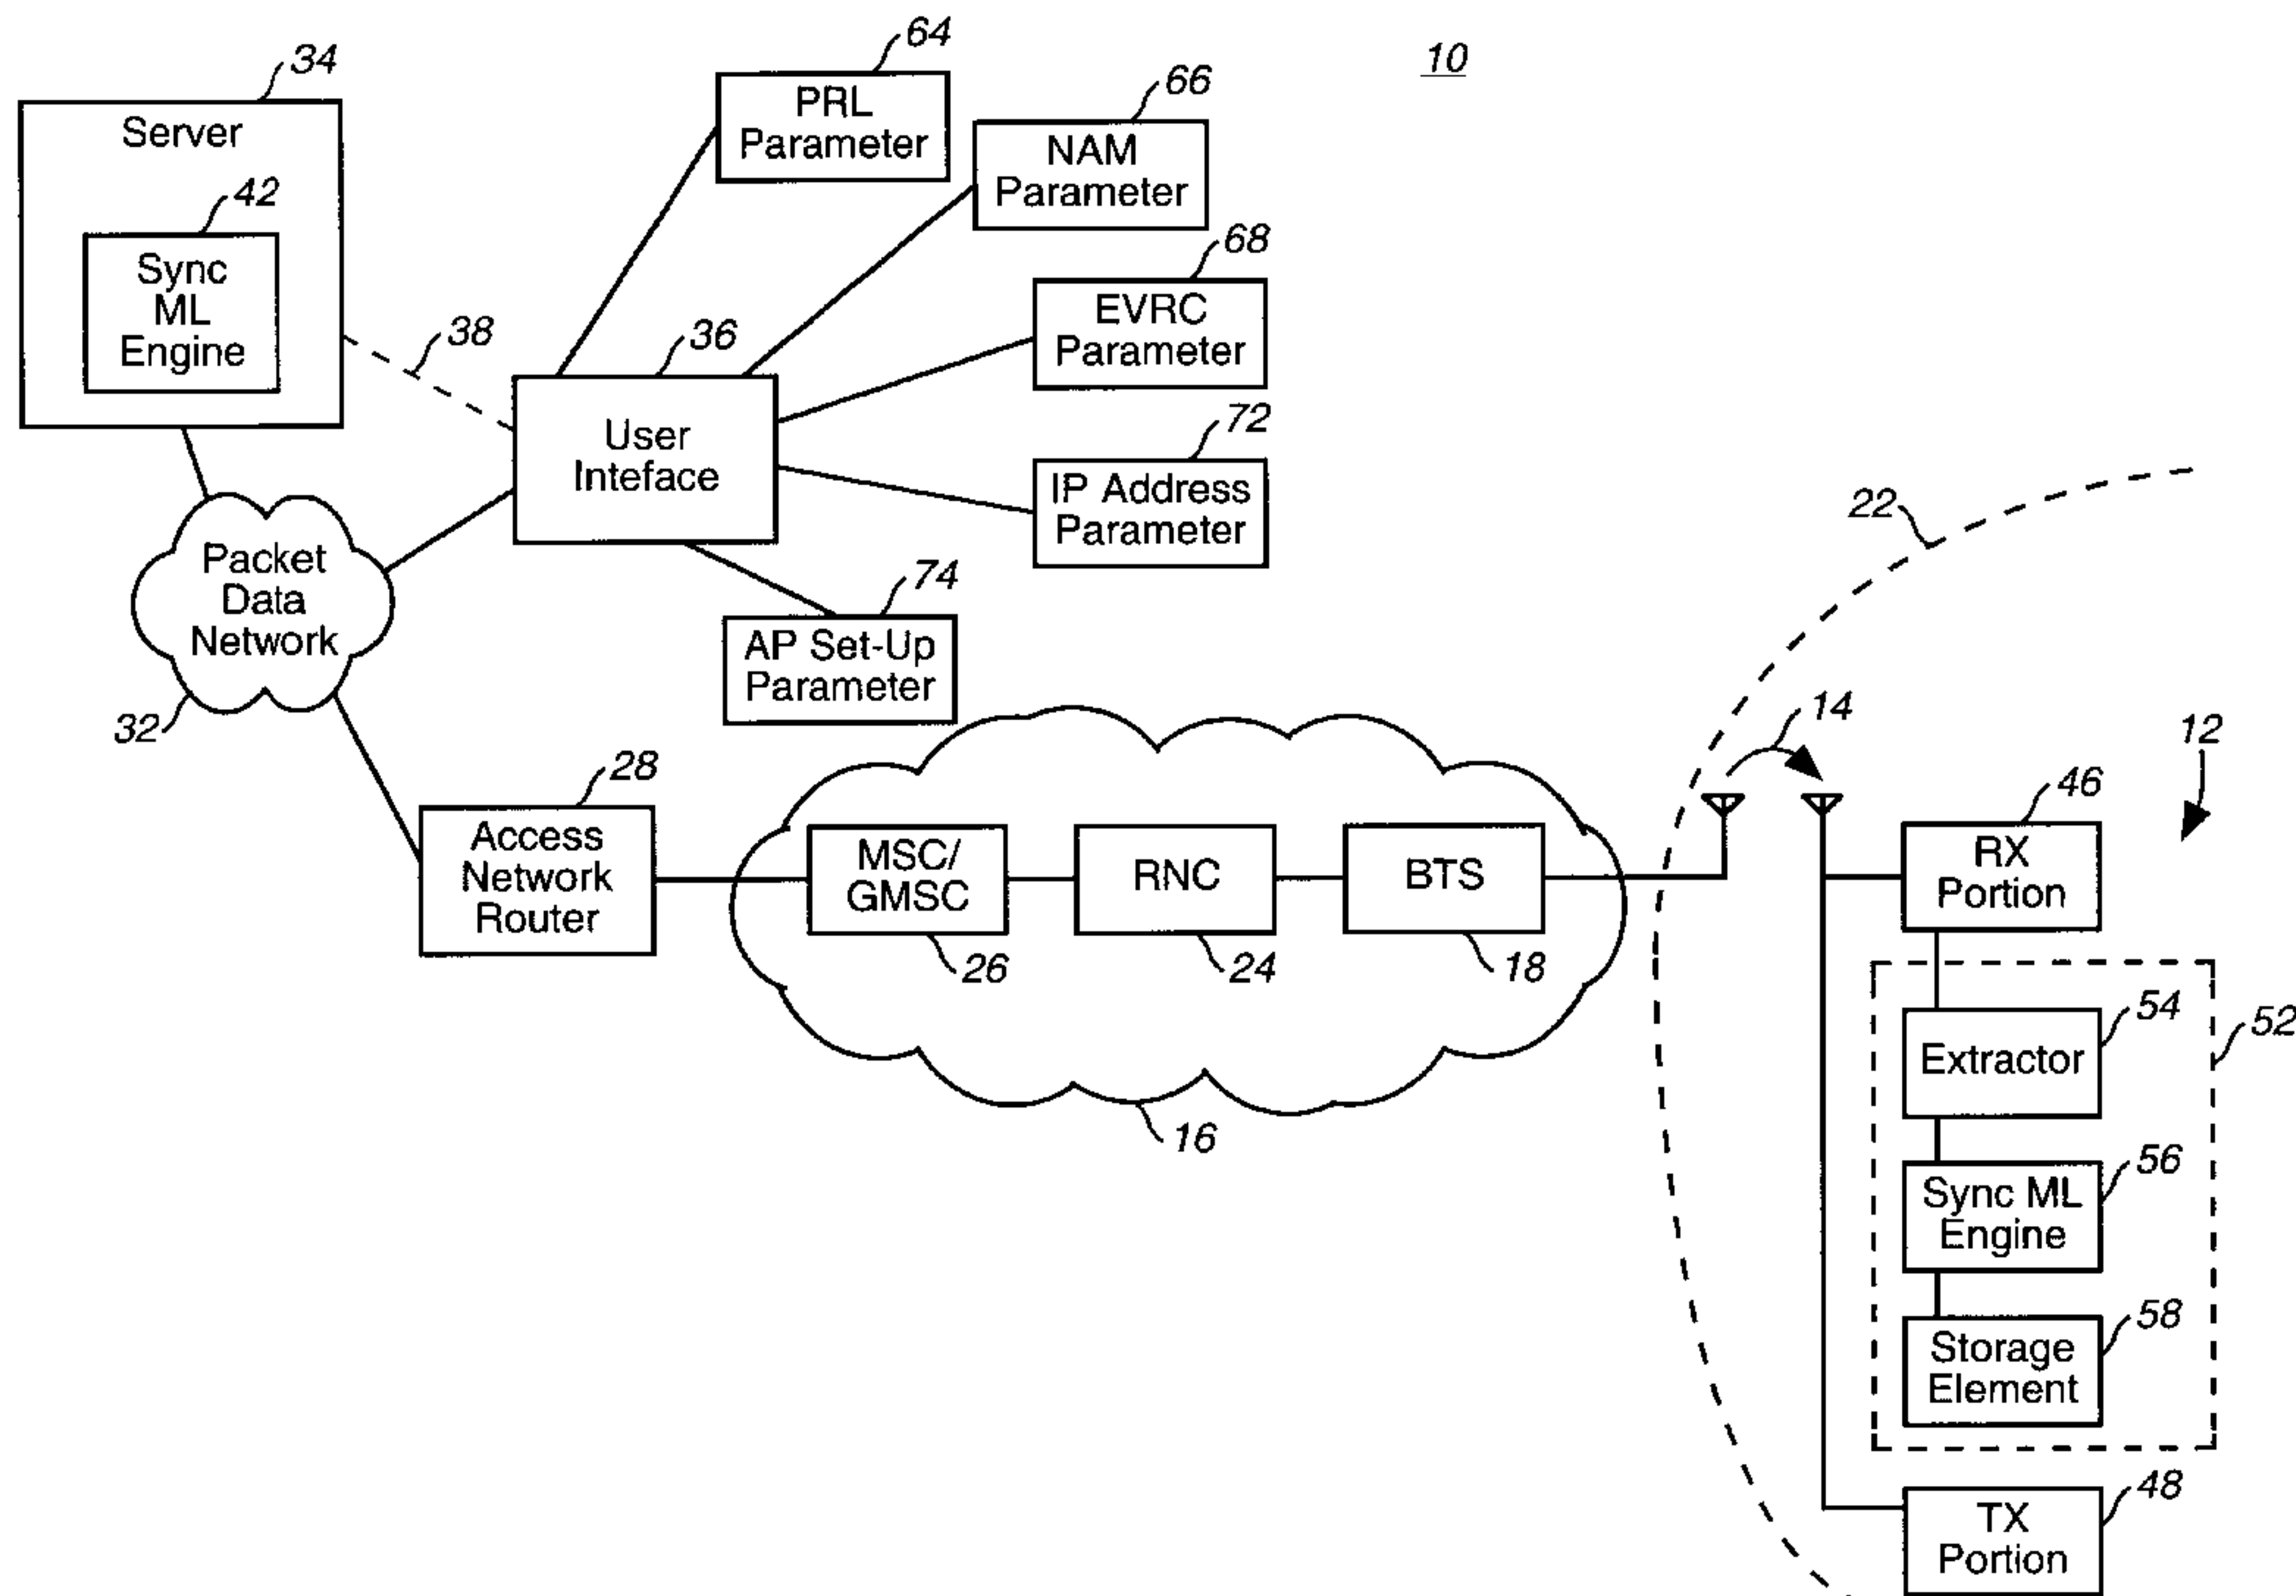 10
34
Server
42
Sync
ML
Engine
38
64
PRL
Parameter
66
NAM
Parameter
68
EVRC
Parameter
36
User
Inteface
72
IP Address
Parameter
74
AP Set-Up
Parameter
Packet
Data
Network
32
28
Access
Network
Router
MSC/
GMSC
26
RNC
24
BTS
18
16
22
14
12
46
RX
Portion
54
Extractor
52
56
Sync ML
Engine
58
Storage
Element
48
TX
Portion